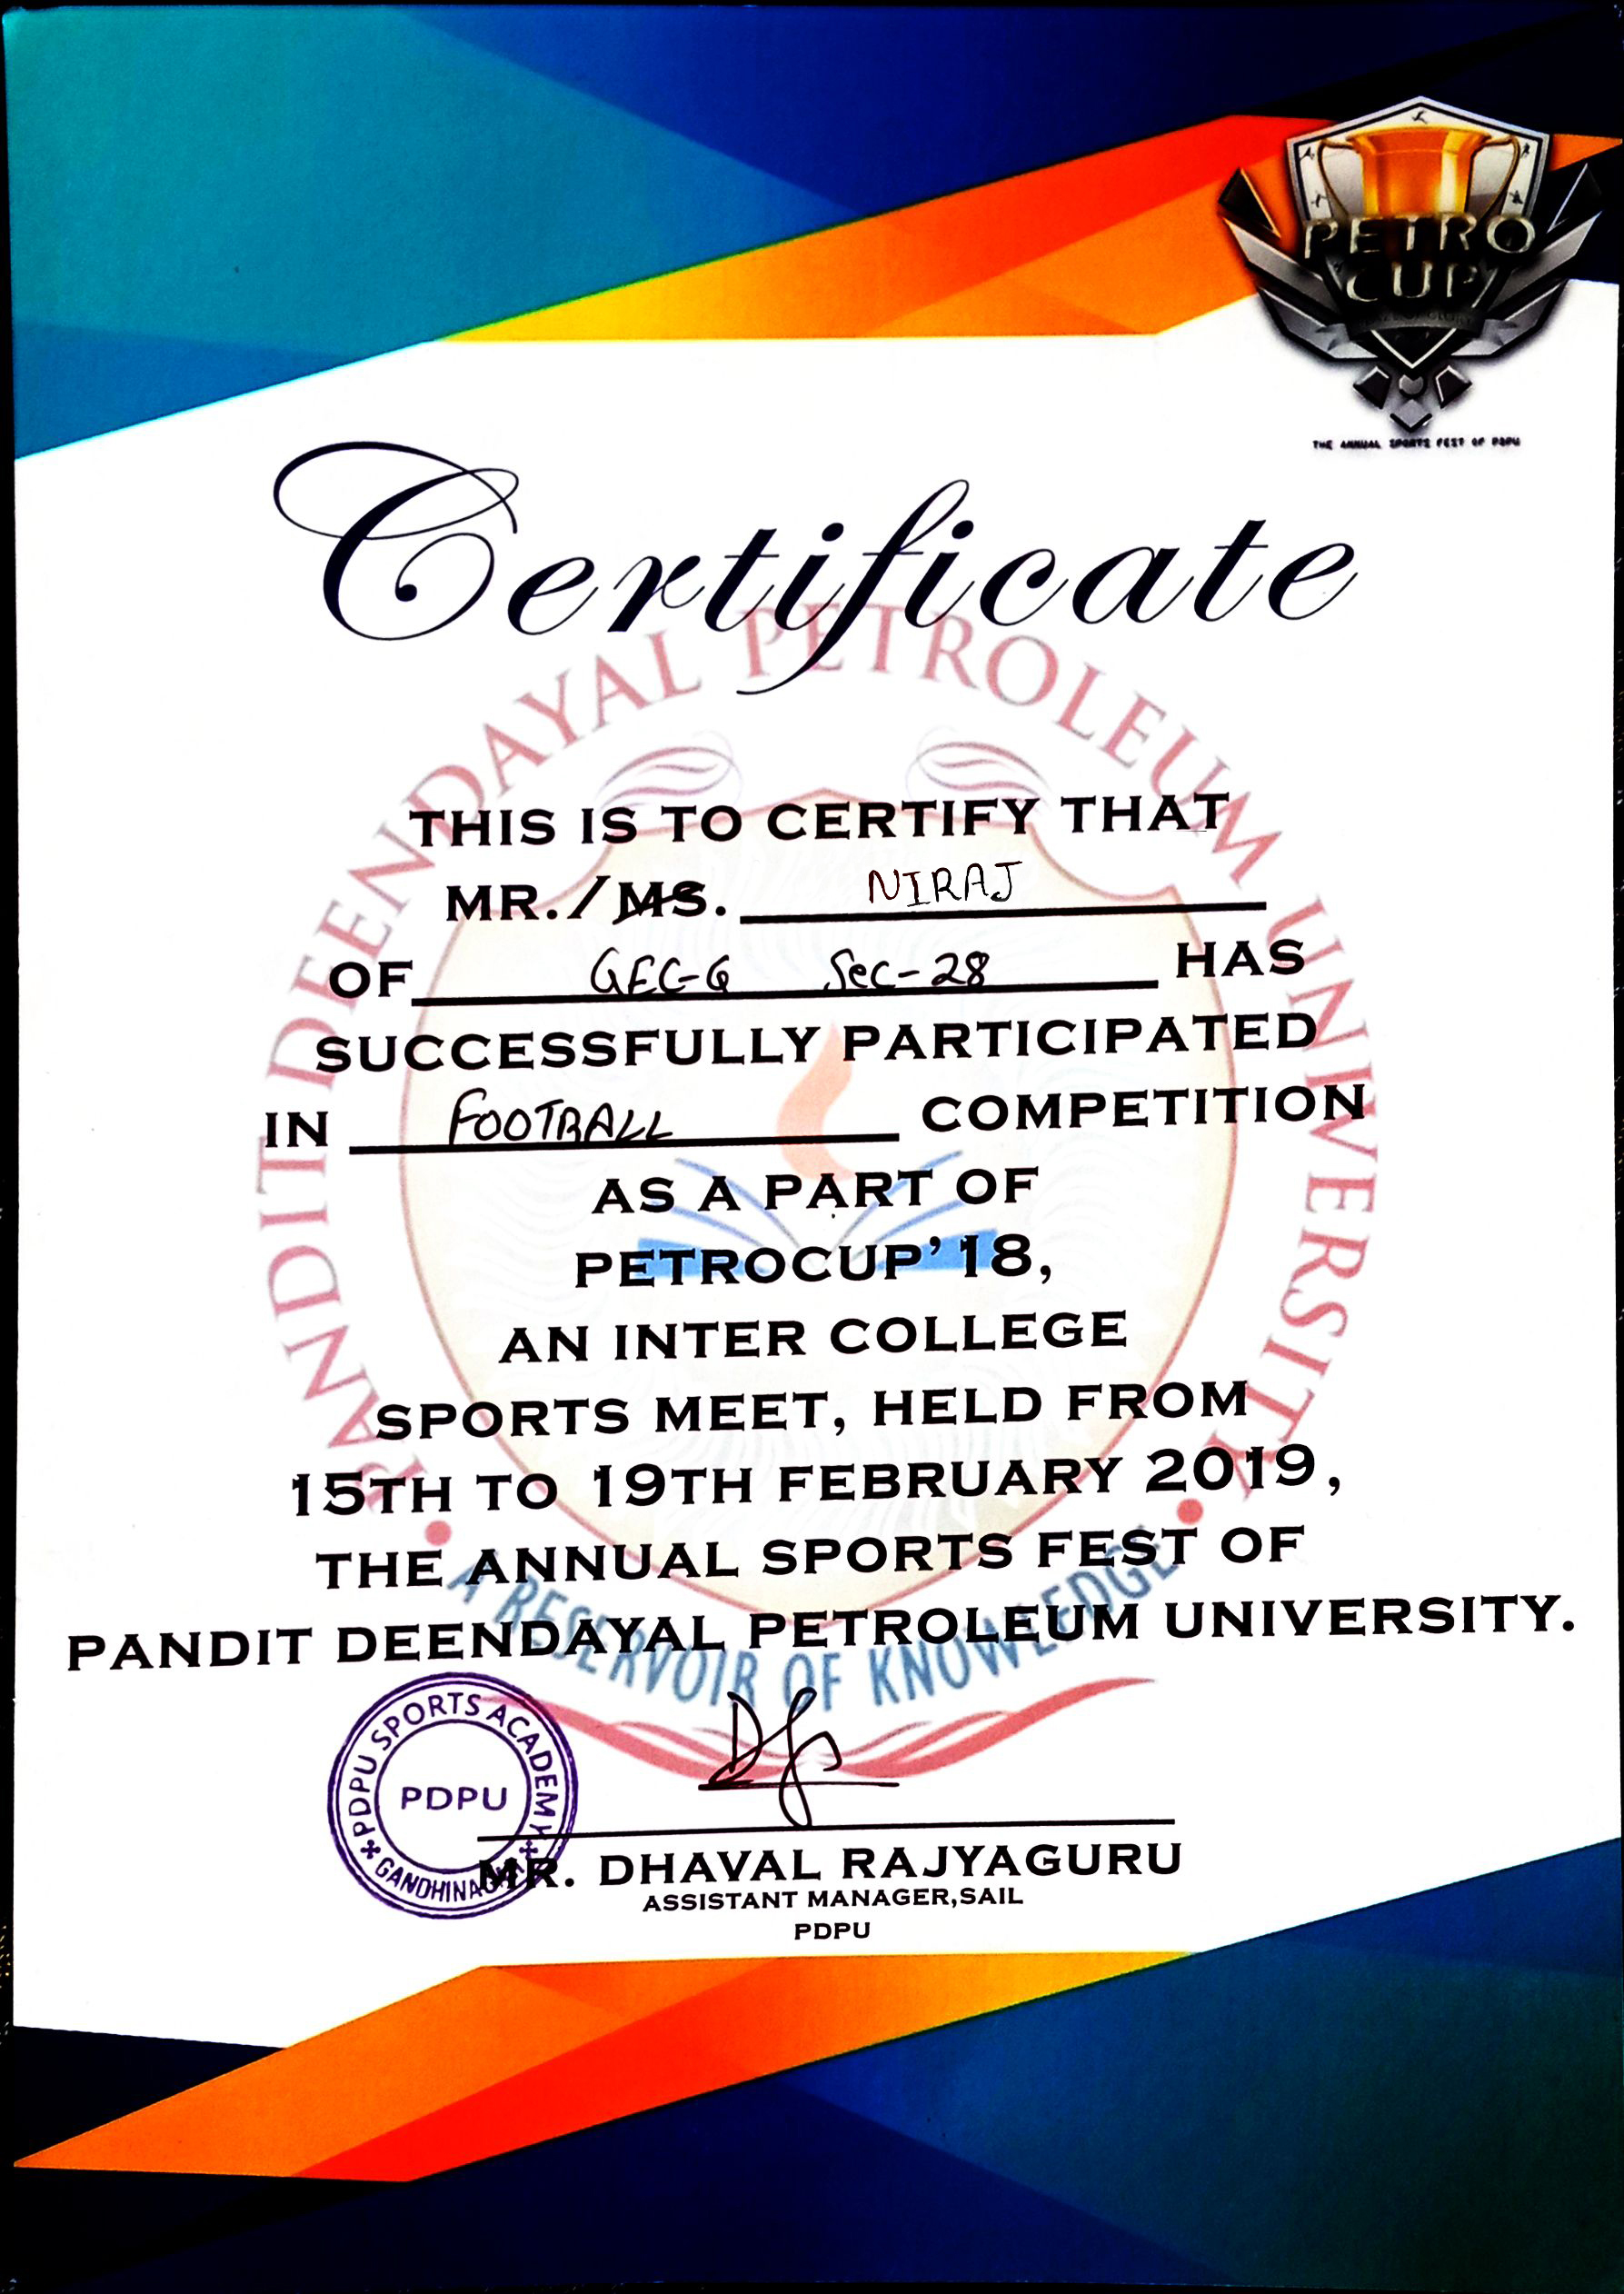 PETRO
CUP
THE ANNUAL SPORTS FEST OF PDPU
Certificate
PANDIT DEENDAYAL PETROLEUM UNIVERSITY
THIS IS TO CERTIFY THAT
MR./MS. NIRAJ
OF GEC-G Sec-28 HAS
SUCCESSFULLY PARTICIPATED
IN FOOTBALL COMPETITION
AS A PART OF
PETROCUP'18,
AN INTER COLLEGE
SPORTS MEET, HELD FROM
15TH TO 19TH FEBRUARY 2019,
THE ANNUAL SPORTS FEST OF
PANDIT DEENDAYAL PETROLEUM UNIVERSITY.
A RESERVOIR OF KNOWLEDGE
PDPU SPORTS ACADEMY
PDPU
GANDHINAGAR
MR. DHAVAL RAJYAGURU
ASSISTANT MANAGER,SAIL
PDPU